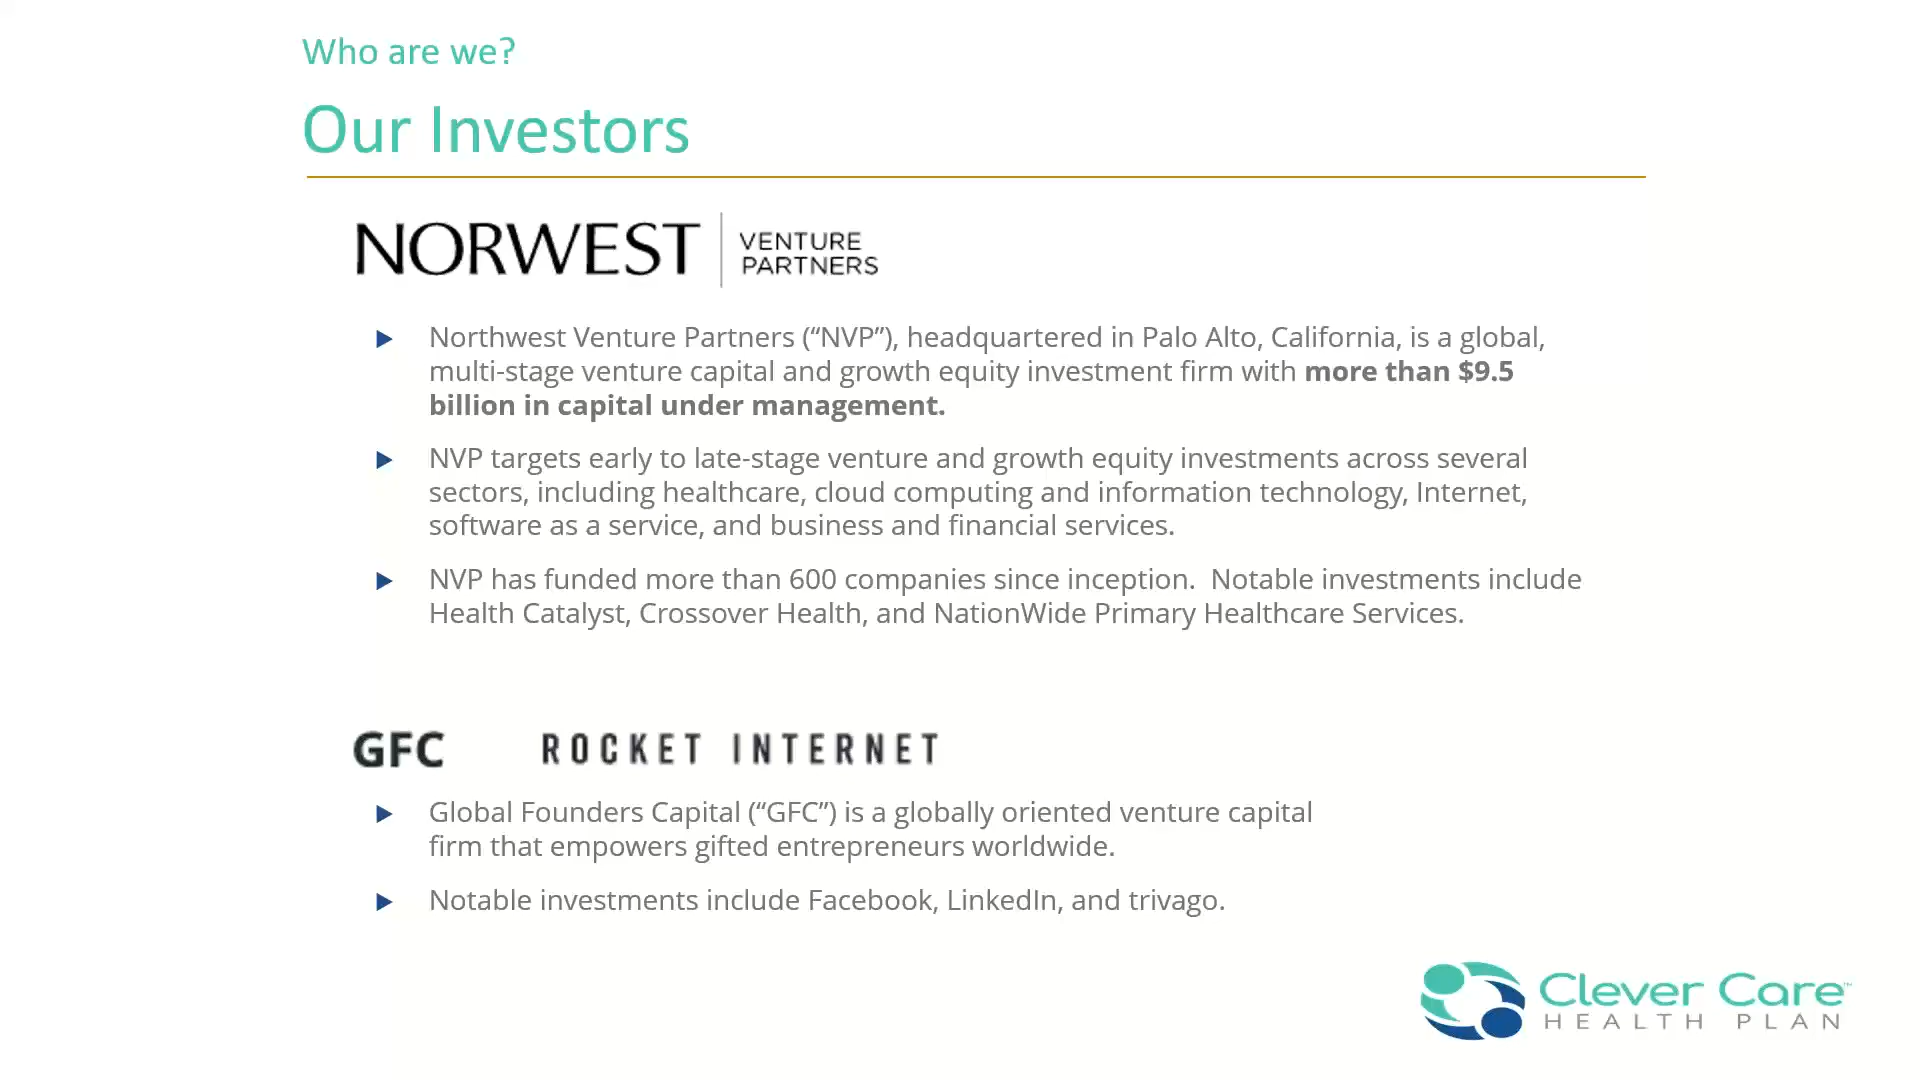 Who are we?
Our Investors
NORWEST
VENTURE
PARTNERS
Northwest Venture Partners (“NVP”), headquartered in Palo Alto, California, is a global,
multi-stage venture capital and growth equity investment firm with more than $9.5
billion in capital under management.
NVP targets early to late-stage venture and growth equity investments across several
sectors, including healthcare, cloud computing and information technology, Internet,
software as a service, and business and financial services.
NVP has funded more than 600 companies since inception.  Notable investments include
Health Catalyst, Crossover Health, and NationWide Primary Healthcare Services.
GFC ROCKET INTERNET
Global Founders Capital (“GFC”) is a globally oriented venture capital
firm that empowers gifted entrepreneurs worldwide.
Notable investments include Facebook, LinkedIn, and trivago.
Clever Care™
HEALTH PLAN